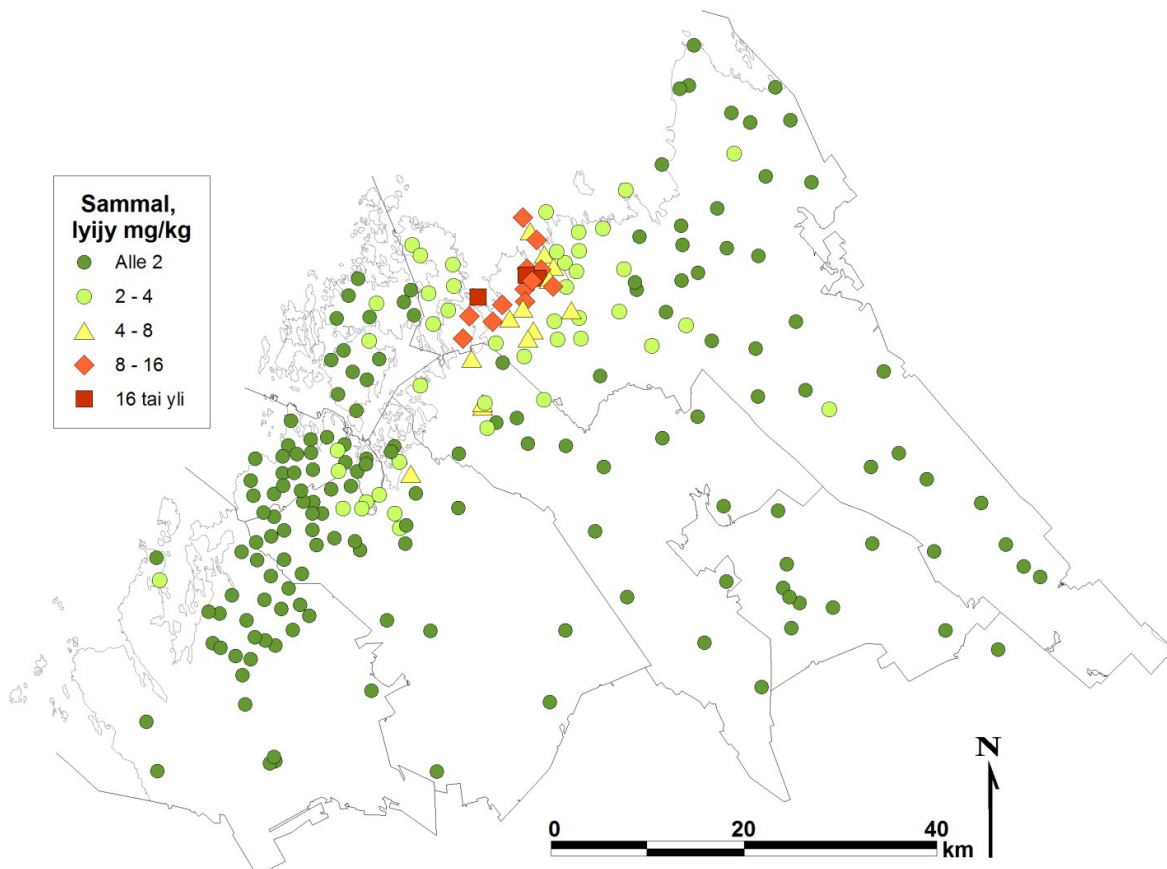 Sammal,
lyijy mg/kg
Alle 2
2 - 4
4 - 8
8 - 16
16 tai yli
N
0 20 40
km